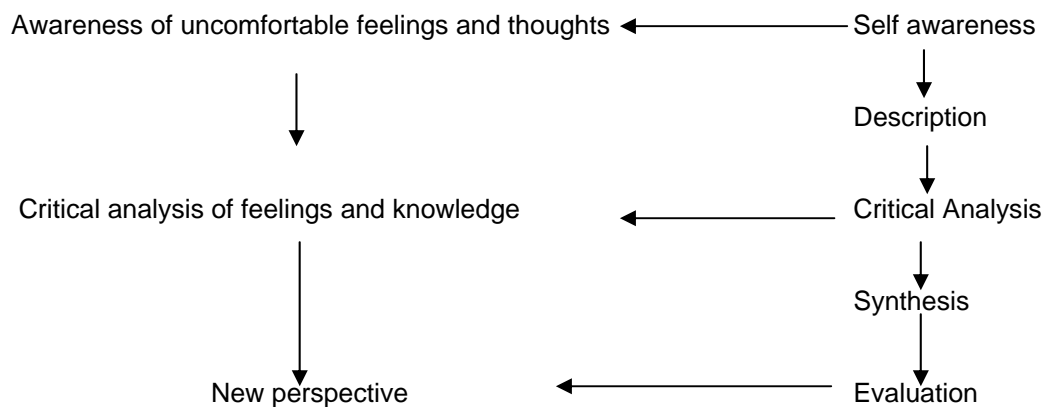 Awareness of uncomfortable feelings and thoughts Self awareness
Description
Critical analysis of feelings and knowledge Critical Analysis
Synthesis
New perspective Evaluation